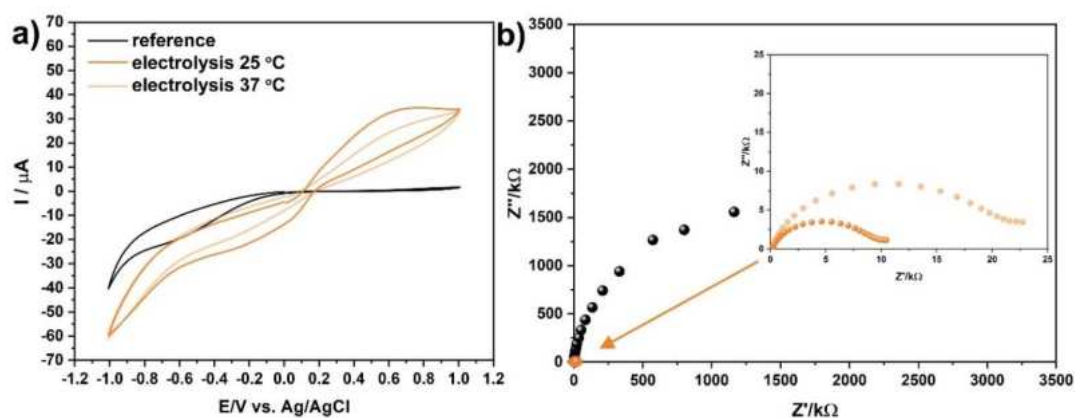 a)
reference
electrolysis 25 °C
electrolysis 37 °C
I / µA
70
60
50
40
30
20
10
0
-10
-20
-30
-40
-50
-60
-70
-1.2 -1.0 -0.8 -0.6 -0.4 -0.2 0.0 0.2 0.4 0.6 0.8 1.0 1.2
E/V vs. Ag/AgCl
b)
Z''/kΩ
3500
3000
2500
2000
1500
1000
500
0
0 500 1000 1500 2000 2500 3000 3500
Z'/kΩ
Z''/kΩ
25
20
15
10
5
0
0 5 10 15 20 25
Z'/kΩ